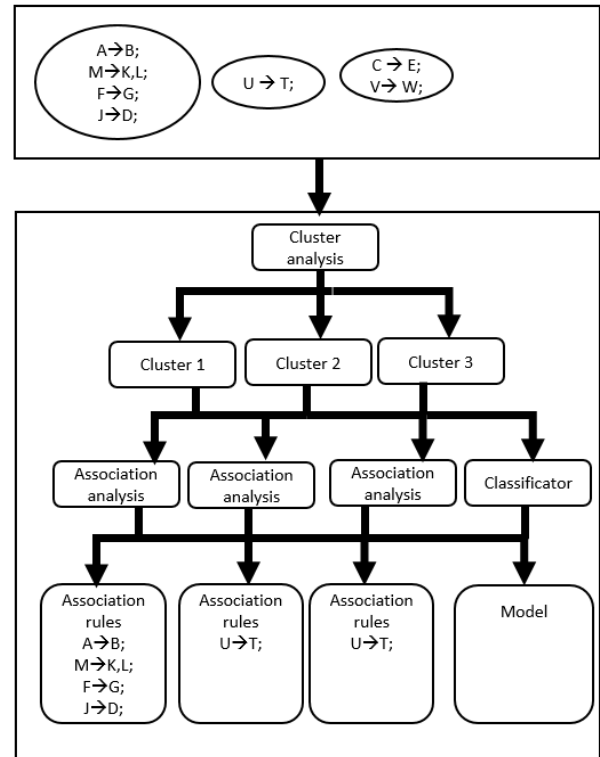 A→B;
M→K,L;
F→G;
J→D;
U → T;
C → E;
V→ W;
Cluster
analysis
Cluster 1
Cluster 2
Cluster 3
Association
analysis
Association
analysis
Association
analysis
Classificator
Association
rules
A→B;
M→K,L;
F→G;
J→D;
Association
rules
U→T;
Association
rules
U→T;
Model